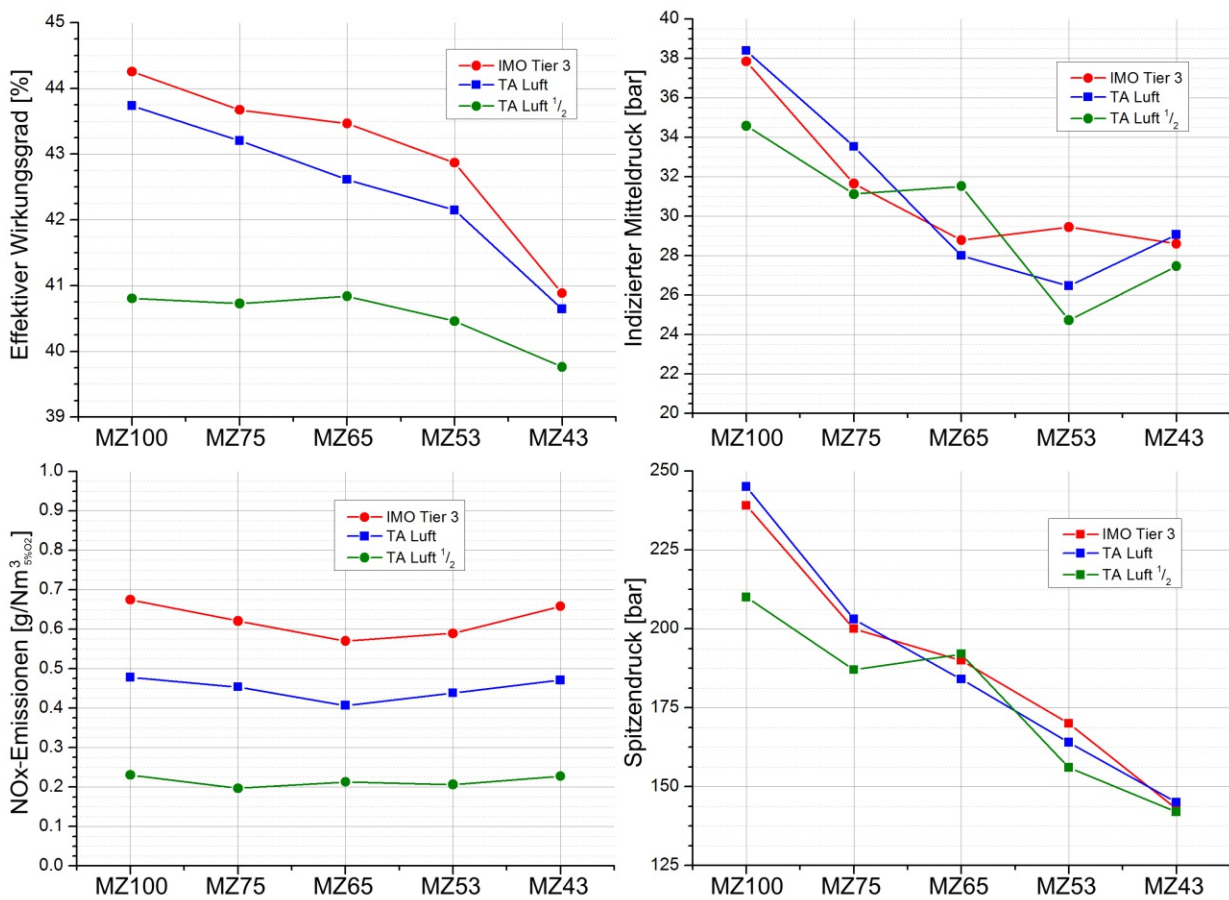 Effektiver Wirkungsgrad [%]
45
44
43
42
41
40
39
IMO Tier 3
TA Luft
TA Luft 1/2
MZ100 MZ75 MZ65 MZ53 MZ43
Indizierter Mitteldruck [bar]
40
38
36
34
32
30
28
26
24
22
20
IMO Tier 3
TA Luft
TA Luft 1/2
MZ100 MZ75 MZ65 MZ53 MZ43
NOx-Emissionen [g/Nm³5%O2]
1.0
0.9
0.8
0.7
0.6
0.5
0.4
0.3
0.2
0.1
0.0
IMO Tier 3
TA Luft
TA Luft 1/2
MZ100 MZ75 MZ65 MZ53 MZ43
Spitzendruck [bar]
250
225
200
175
150
125
IMO Tier 3
TA Luft
TA Luft 1/2
MZ100 MZ75 MZ65 MZ53 MZ43